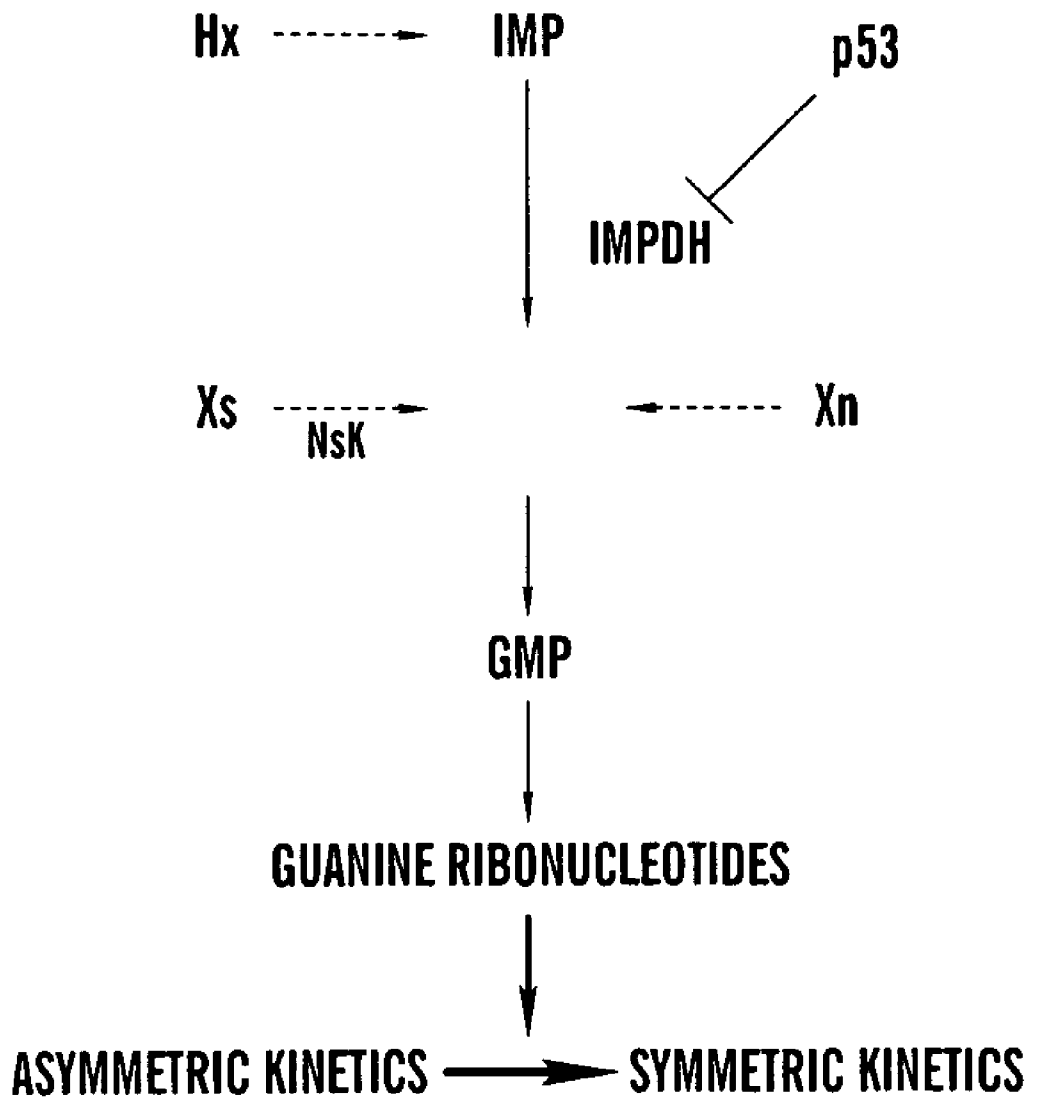 Hx IMP p53
IMPDH
Xs Xn
NsK
GMP
GUANINE RIBONUCLEOTIDES
ASYMMETRIC KINETICS SYMMETRIC KINETICS